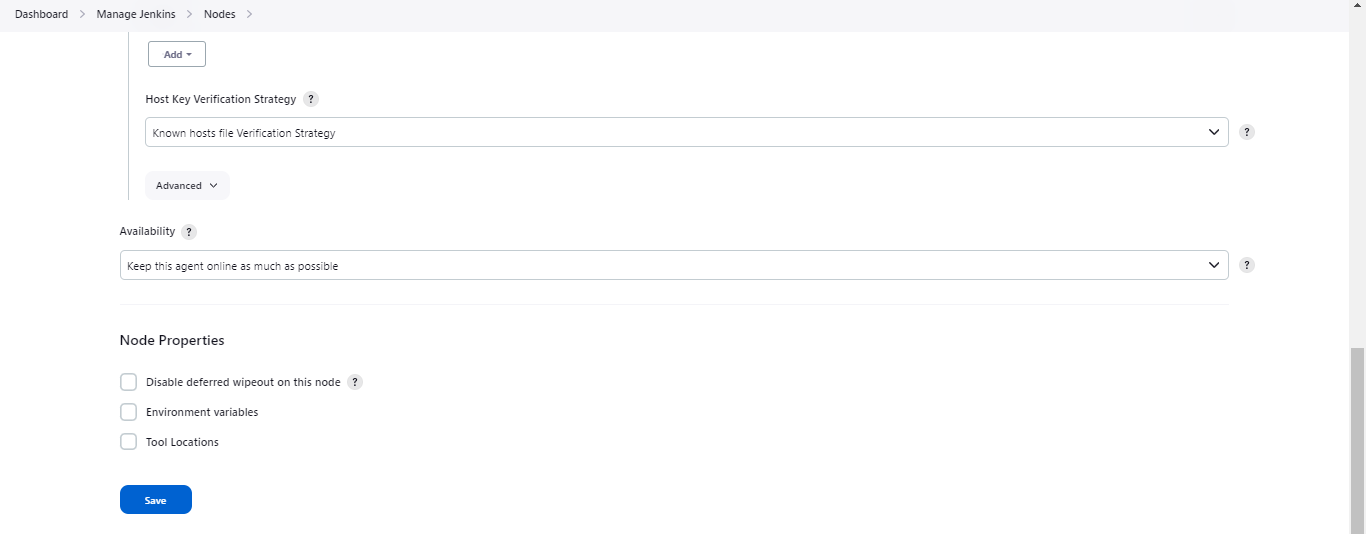 Dashboard > Manage Jenkins > Nodes >
Add
Host Key Verification Strategy ?
Known hosts file Verification Strategy
?
Advanced
Availability ?
Keep this agent online as much as possible
?
Node Properties
Disable deferred wipeout on this node ?
Environment variables
Tool Locations
Save